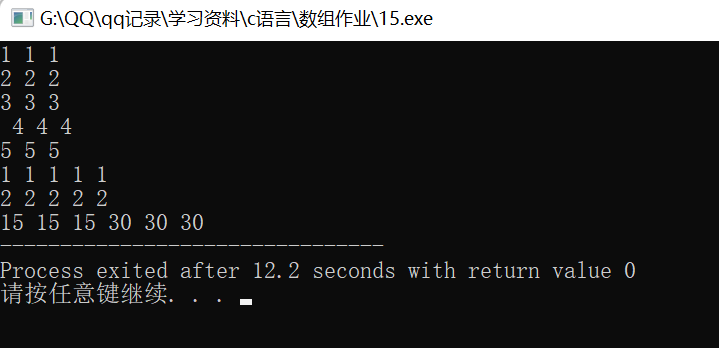 G:\QQ\qq记录\学习资料\c语言\数组作业\15.exe
1 1 1
2 2 2
3 3 3
 4 4 4
5 5 5
1 1 1 1 1
2 2 2 2 2
15 15 15 30 30 30
--------------------------------
Process exited after 12.2 seconds with return value 0
请按任意键继续. . .